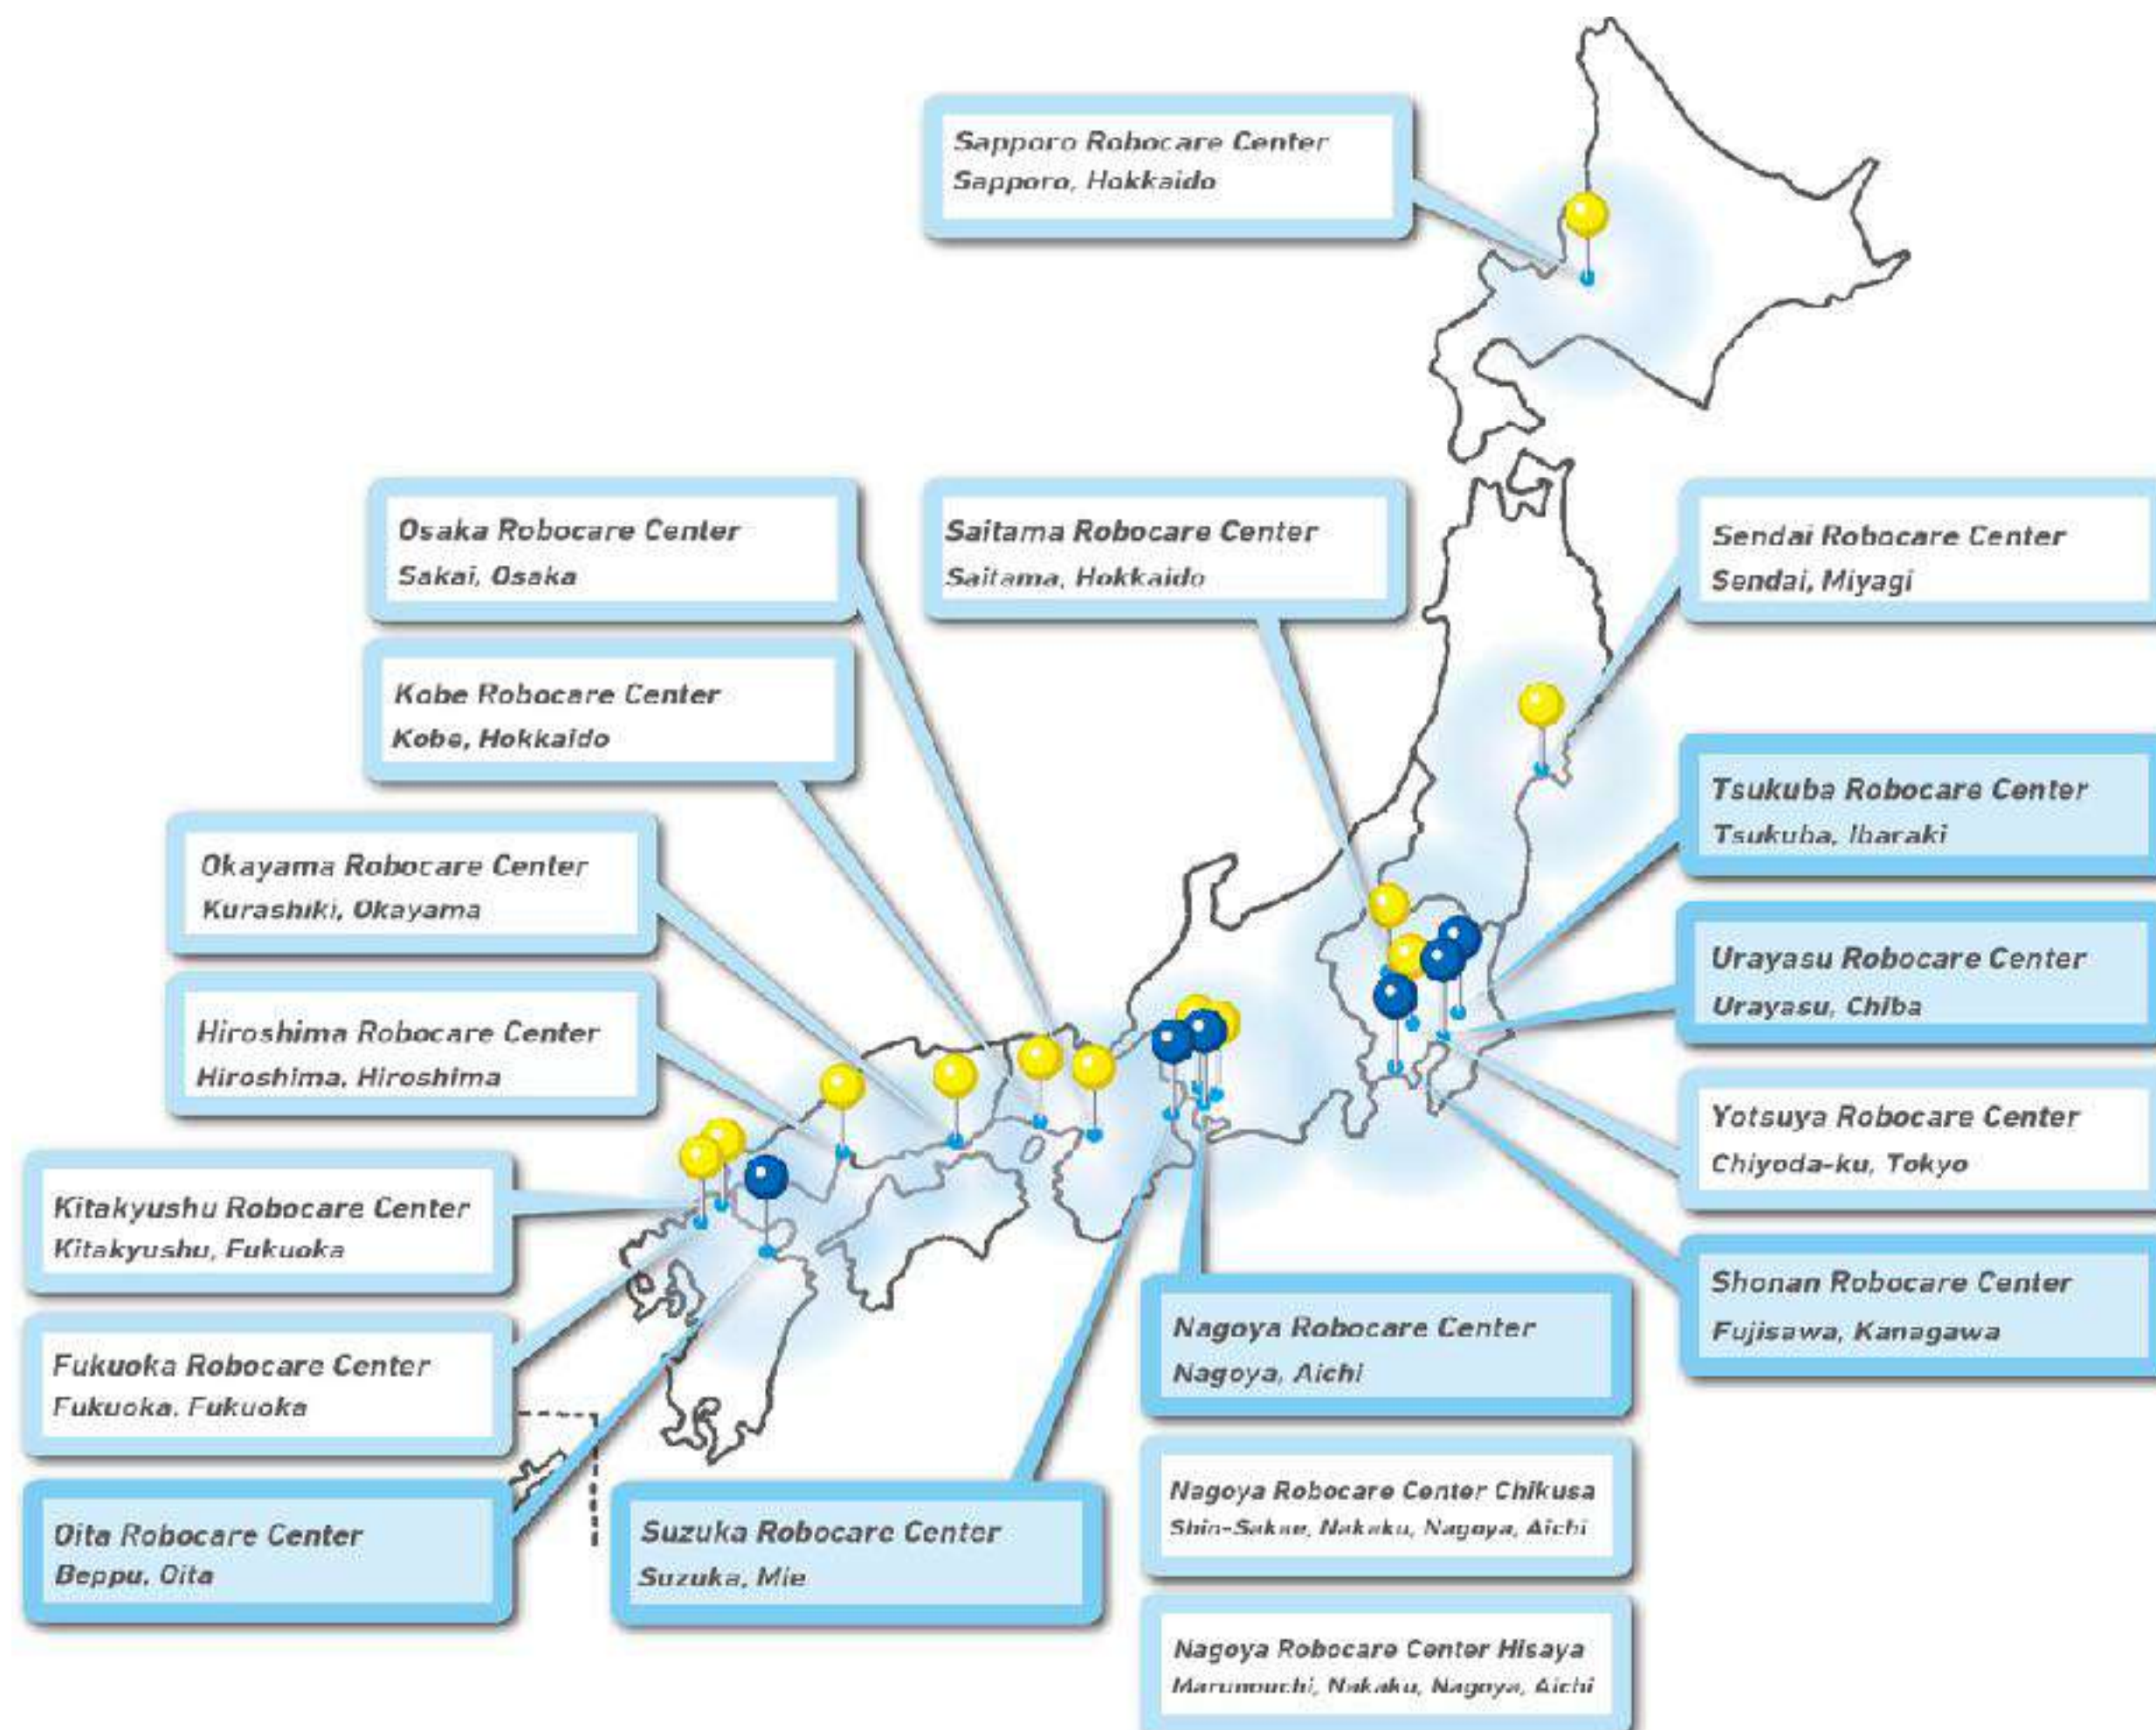 Sapporo Robocare Center
Sapporo, Hokkaido
Osaka Robocare Center
Sakai, Osaka
Saitama Robocare Center
Saitama, Hokkaido
Sendai Robocare Center
Sendai, Miyagi
Kobe Robocare Center
Kobe, Hokkaido
Tsukuba Robocare Center
Tsukuba, Ibaraki
Okayama Robocare Center
Kurashiki, Okayama
Urayasu Robocare Center
Urayasu, Chiba
Hiroshima Robocare Center
Hiroshima, Hiroshima
Yotsuya Robocare Center
Chiyoda-ku, Tokyo
Kitakyushu Robocare Center
Kitakyushu, Fukuoka
Shonan Robocare Center
Fujisawa, Kanagawa
Nagoya Robocare Center
Nagoya, Aichi
Fukuoka Robocare Center
Fukuoka, Fukuoka
Nagoya Robocare Center Chikusa
Shin-Sakae, Nakaku, Nagoya, Aichi
Oita Robocare Center
Beppu, Oita
Suzuka Robocare Center
Suzuka, Mie
Nagoya Robocare Center Hisaya
Marunouchi, Nakaku, Nagoya, Aichi